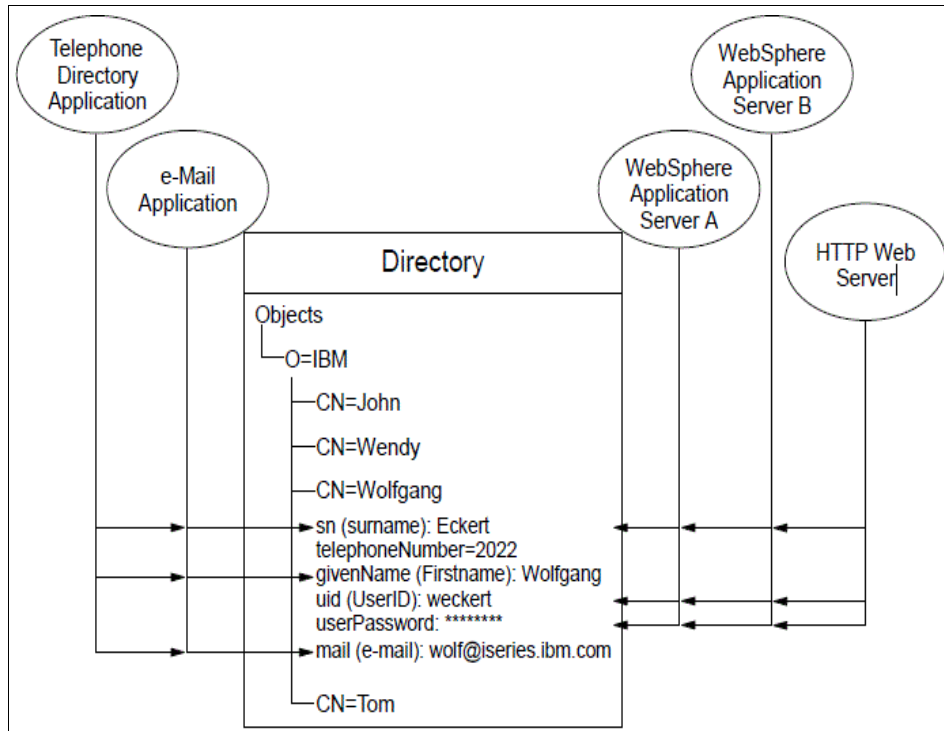 Telephone
Directory
Application
e-Mail
Application
WebSphere
Application
Server B
WebSphere
Application
Server A
HTTP Web
Server
Directory
Objects
O=IBM
CN=John
CN=Wendy
CN=Wolfgang
sn (surname): Eckert
telephoneNumber=2022
givenName (Firstname): Wolfgang
uid (UserID): weckert
userPassword: ********
mail (e-mail): wolf@iseries.ibm.com
CN=Tom